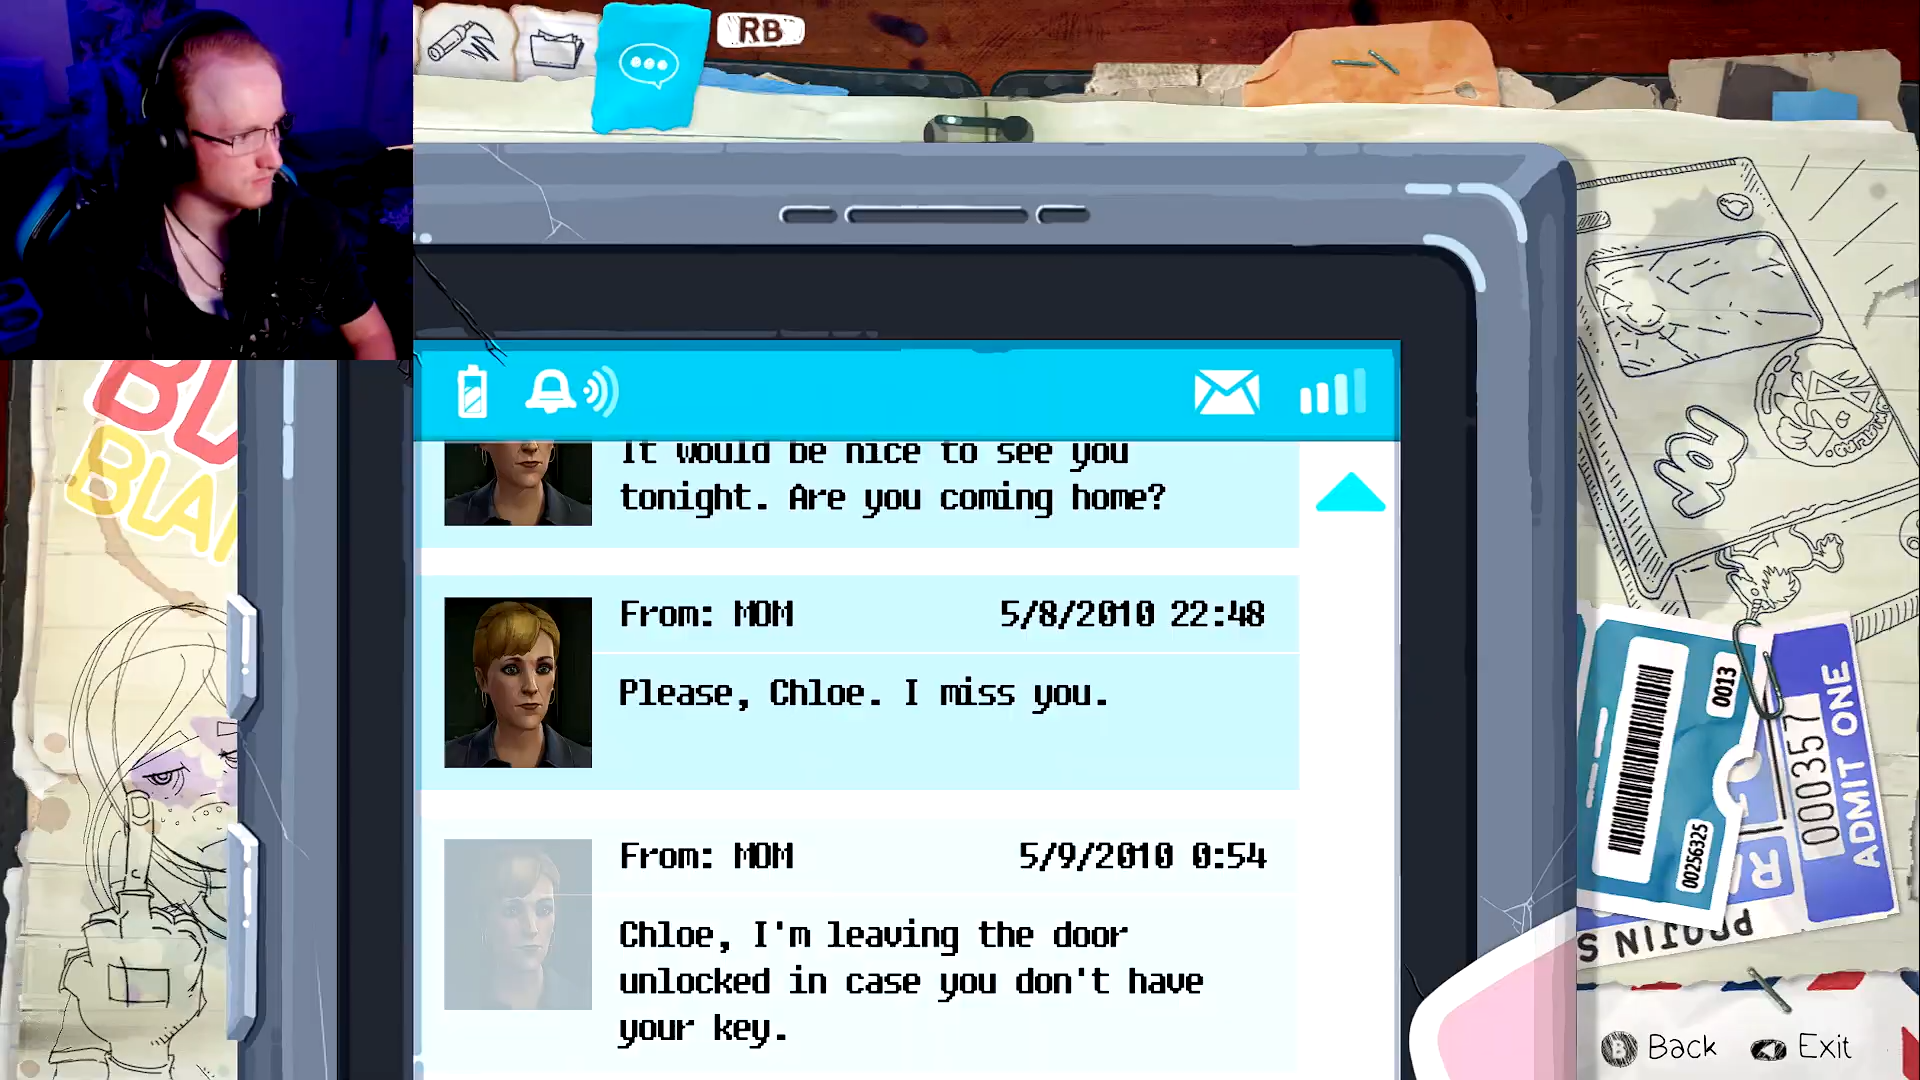 RB
It would be nice to see you
tonight. Are you coming home?
From: MOM 5/8/2010 22:48
Please, Chloe. I miss you.
From: MOM 5/9/2010 0:54
Chloe, I'm leaving the door
unlocked in case you don't have
your key.
0013
00256325
000357
ADMIT ONE
B Back
Exit